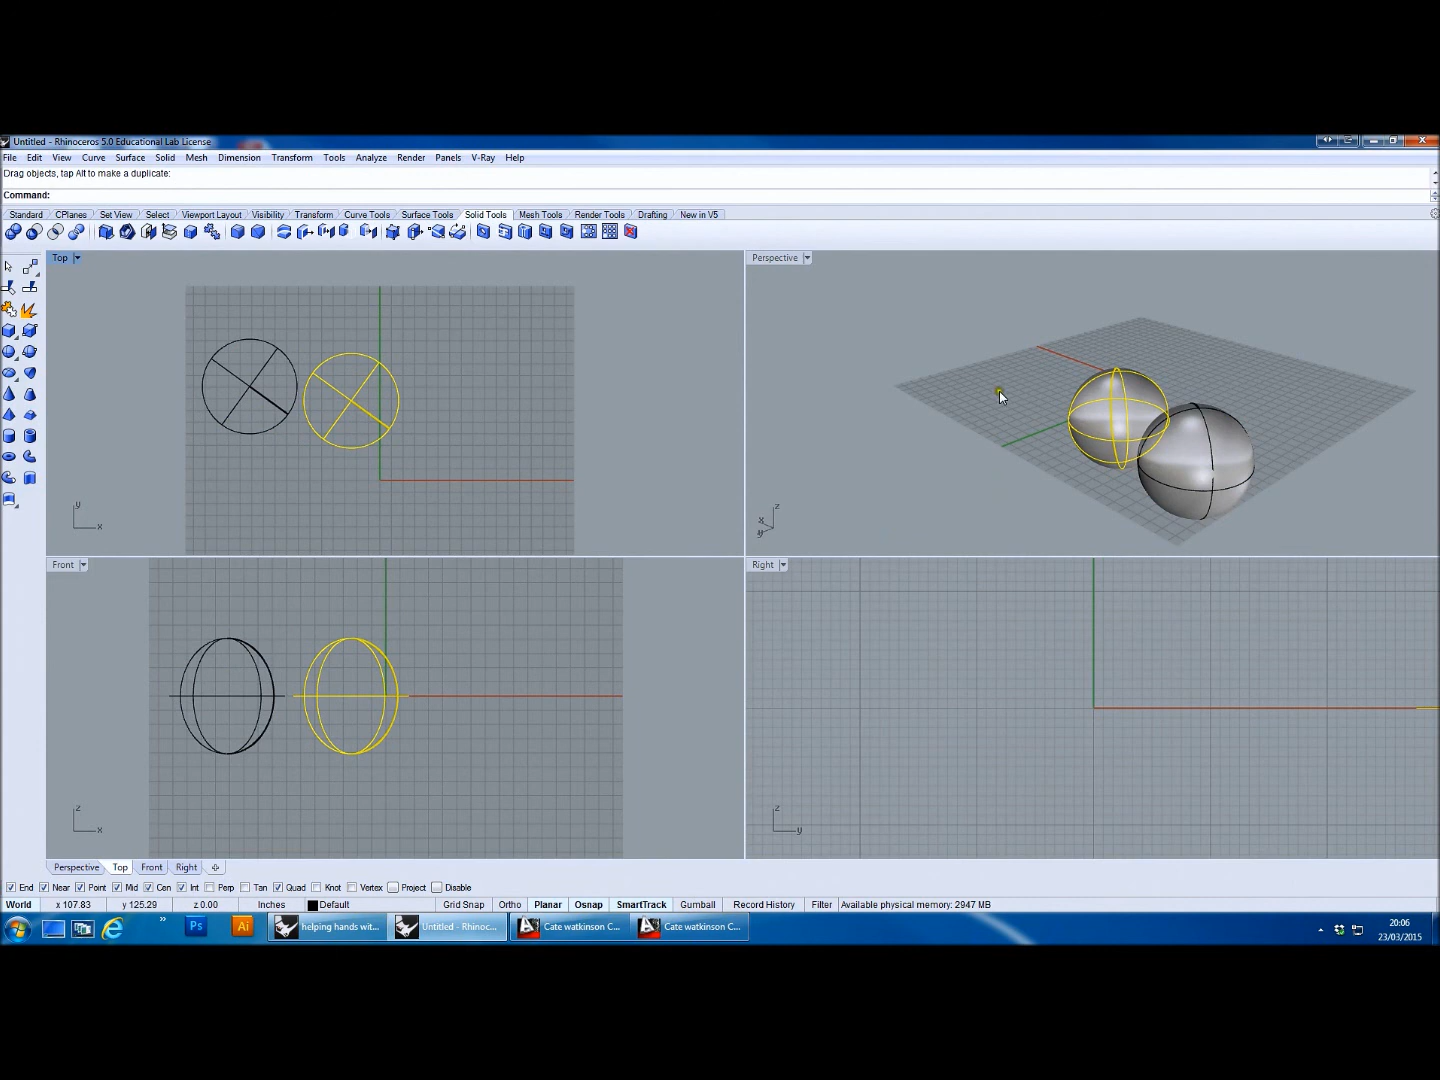 Untitled - Rhinoceros 5.0 Educational Lab License
File Edit View Curve Surface Solid Mesh Dimension Transform Tools Analyze Render Panels V-Ray Help
Drag objects, tap Alt to make a duplicate:
Command:
Standard CPlanes Set View Select Viewport Layout Visibility Transform Curve Tools Surface Tools Solid Tools Mesh Tools Render Tools Drafting New in V5
Top Perspective
y x
z x y
Front Right
z x
z y
Perspective Top Front Right
End Near Point Mid Cen Int Perp Tan Quad Knot Vertex Project Disable
World x 107.83 y 125.29 z 0.00 Inches Default Grid Snap Ortho Planar Osnap SmartTrack Gumball Record History Filter Available physical memory: 2947 MB
» Ps Ai helping hands wit... Untitled - Rhinoc... Cate watkinson C... Cate watkinson C... 20:06
23/03/2015